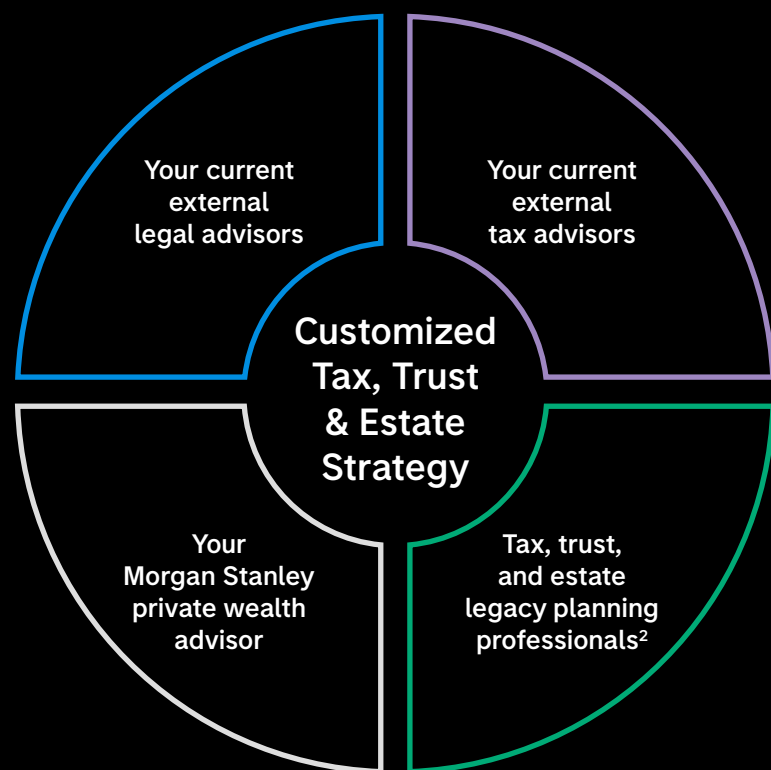 Your current
external
legal advisors
Your current
external
tax advisors
Customized
Tax, Trust
& Estate
Strategy
Your
Morgan Stanley
private wealth
advisor
Tax, trust,
and estate
legacy planning
professionals²